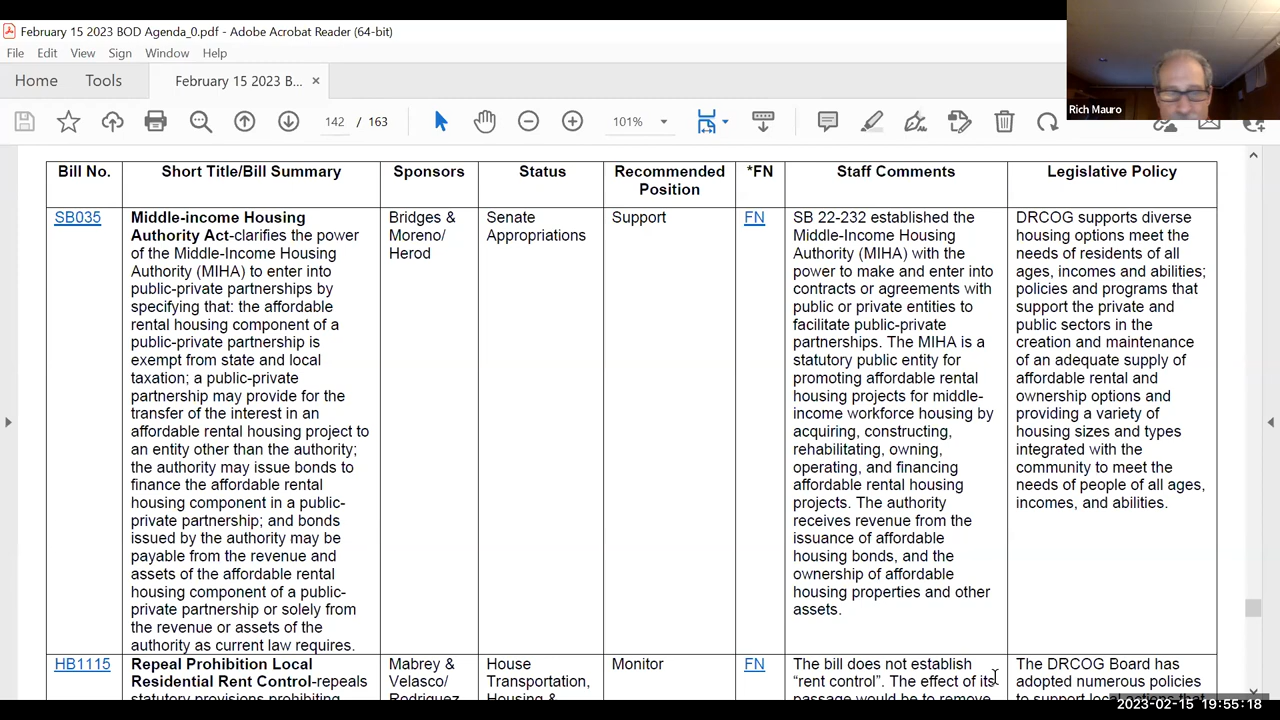 February 15 2023 BOD Agenda_0.pdf - Adobe Acrobat Reader (64-bit)
File Edit View Sign Window Help
Home Tools February 15 2023 B... ×
142 / 163 101%
Rich Mauro
Bill No. Short Title/Bill Summary Sponsors Status Recommended Position *FN Staff Comments Legislative Policy
SB035
Middle-income Housing
Authority Act-clarifies the power
of the Middle-Income Housing
Authority (MIHA) to enter into
public-private partnerships by
specifying that: the affordable
rental housing component of a
public-private partnership is
exempt from state and local
taxation; a public-private
partnership may provide for the
transfer of the interest in an
affordable rental housing project to
an entity other than the authority;
the authority may issue bonds to
finance the affordable rental
housing component in a public-
private partnership; and bonds
issued by the authority may be
payable from the revenue and
assets of the affordable rental
housing component of a public-
private partnership or solely from
the revenue or assets of the
authority as current law requires.
Bridges &
Moreno/
Herod
Senate
Appropriations
Support
FN
SB 22-232 established the
Middle-Income Housing
Authority (MIHA) with the
power to make and enter into
contracts or agreements with
public or private entities to
facilitate public-private
partnerships. The MIHA is a
statutory public entity for
promoting affordable rental
housing projects for middle-
income workforce housing by
acquiring, constructing,
rehabilitating, owning,
operating, and financing
affordable rental housing
projects. The authority
receives revenue from the
issuance of affordable
housing bonds, and the
ownership of affordable
housing properties and other
assets.
DRCOG supports diverse
housing options meet the
needs of residents of all
ages, incomes and abilities;
policies and programs that
support the private and
public sectors in the
creation and maintenance
of an adequate supply of
affordable rental and
ownership options and
providing a variety of
housing sizes and types
integrated with the
community to meet the
needs of people of all ages,
incomes, and abilities.
HB1115
Repeal Prohibition Local
Residential Rent Control-repeals
statutory provisions prohibiting
Mabrey &
Velasco/
Rodriguez
House
Transportation,
Housing &
Monitor
FN
The bill does not establish
“rent control”. The effect of its
passage would be to remove
The DRCOG Board has
adopted numerous policies
to support local actions that
2023-02-15 19:55:18